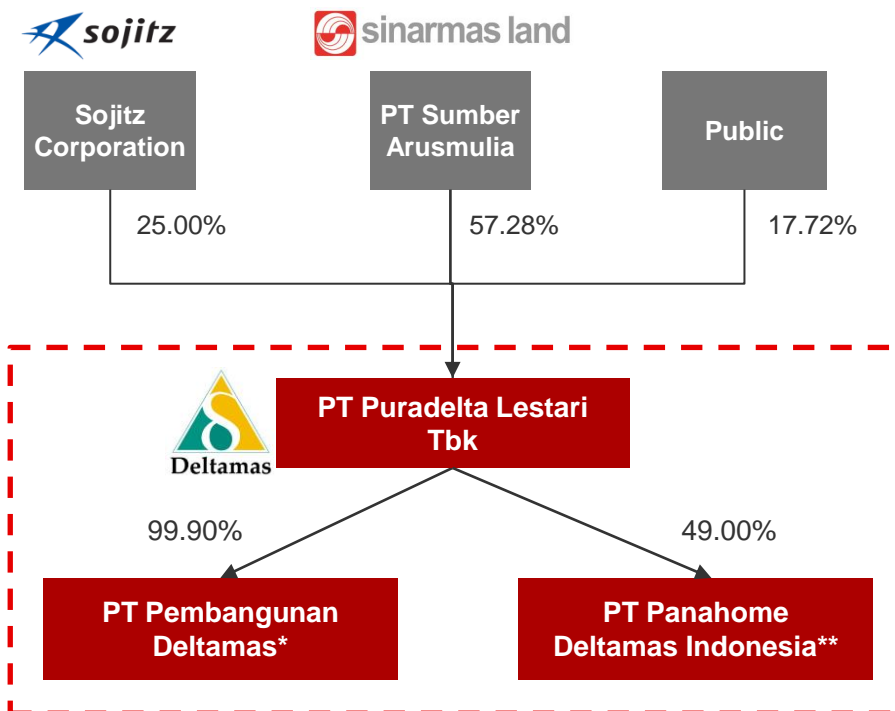 sojitz
sinarmas land
Sojitz
Corporation
PT Sumber
Arusmulia
Public
25.00%
57.28%
17.72%
PT Puradelta Lestari
Tbk
Deltamas
99.90%
49.00%
PT Pembangunan
Deltamas*
PT Panahome
Deltamas Indonesia**